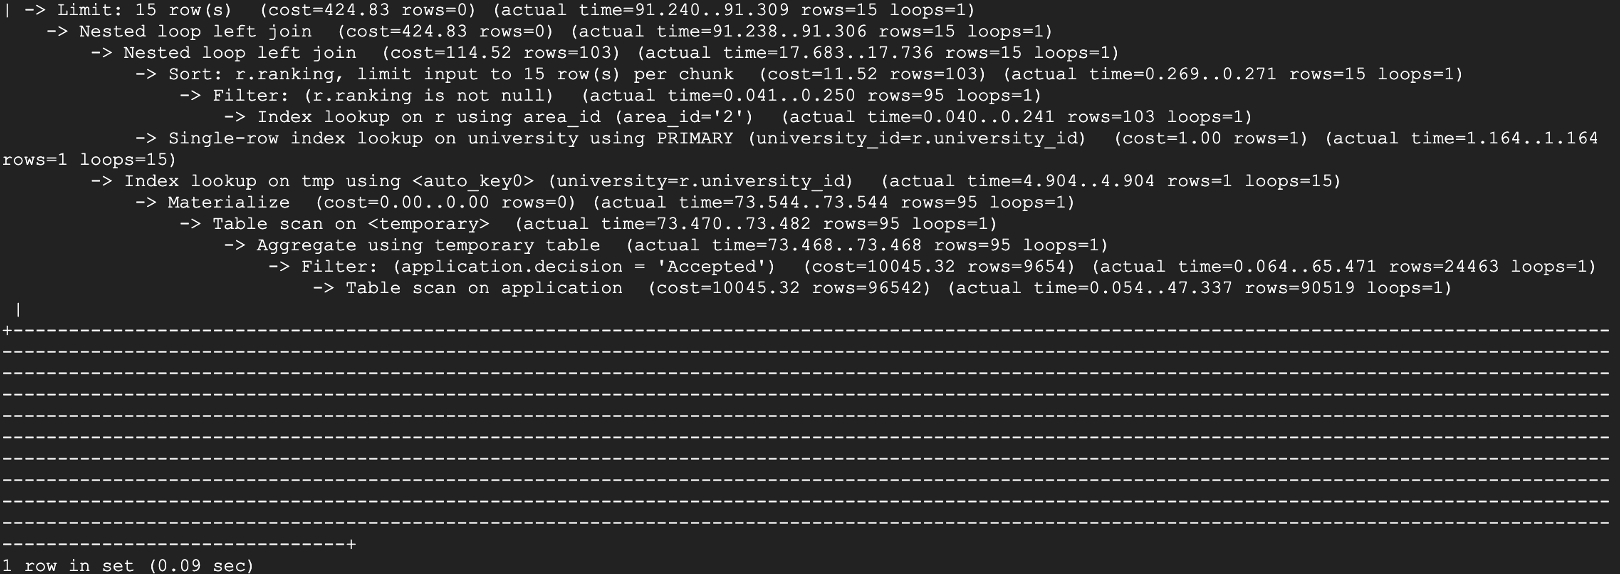 | -> Limit: 15 row(s)  (cost=424.83 rows=0) (actual time=91.240..91.309 rows=15 loops=1)
    -> Nested loop left join  (cost=424.83 rows=0) (actual time=91.238..91.306 rows=15 loops=1)
        -> Nested loop left join  (cost=114.52 rows=103) (actual time=17.683..17.736 rows=15 loops=1)
            -> Sort: r.ranking, limit input to 15 row(s) per chunk  (cost=11.52 rows=103) (actual time=0.269..0.271 rows=15 loops=1)
                -> Filter: (r.ranking is not null)  (actual time=0.041..0.250 rows=95 loops=1)
                    -> Index lookup on r using area_id (area_id='2')  (actual time=0.040..0.241 rows=103 loops=1)
            -> Single-row index lookup on university using PRIMARY (university_id=r.university_id)  (cost=1.00 rows=1) (actual time=1.164..1.164
rows=1 loops=15)
        -> Index lookup on tmp using <auto_key0> (university=r.university_id)  (actual time=4.904..4.904 rows=1 loops=15)
            -> Materialize  (cost=0.00..0.00 rows=0) (actual time=73.544..73.544 rows=95 loops=1)
                -> Table scan on <temporary>  (actual time=73.470..73.482 rows=95 loops=1)
                    -> Aggregate using temporary table  (actual time=73.468..73.468 rows=95 loops=1)
                        -> Filter: (application.decision = 'Accepted')  (cost=10045.32 rows=9654) (actual time=0.064..65.471 rows=24463 loops=1)
                            -> Table scan on application  (cost=10045.32 rows=96542) (actual time=0.054..47.337 rows=90519 loops=1)
 |
1 row in set (0.09 sec)